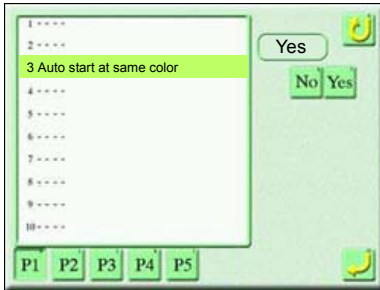 1 ----
2 ----
3 Auto start at same color
4 ----
5 ----
6 ----
7 ----
8 ----
9 ----
10 ----
Yes
No Yes
P1 P2 P3 P4 P5